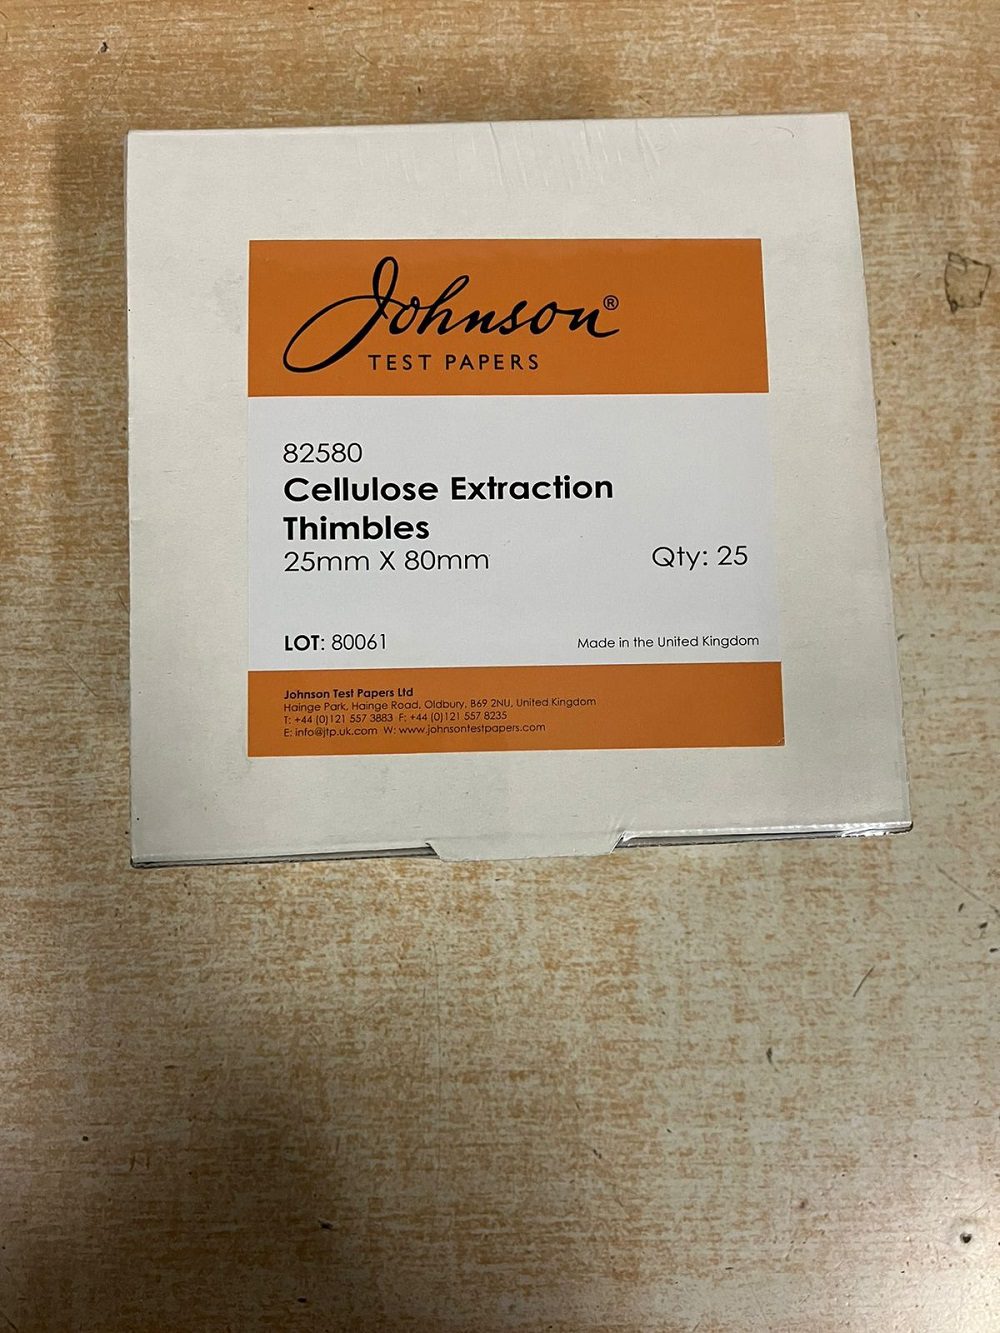 Johnson®
TEST PAPERS
82580
Cellulose Extraction
Thimbles
25mm X 80mm
Qty: 25
LOT: 80061
Made in the United Kingdom
Johnson Test Papers Ltd
Hainge Park, Hainge Road, Oldbury, B69 2NU, United Kingdom
T: +44 (0)121 557 3883 F: +44 (0)121 557 8235
E: info@jtp.uk.com W: www.johnsontestpapers.com